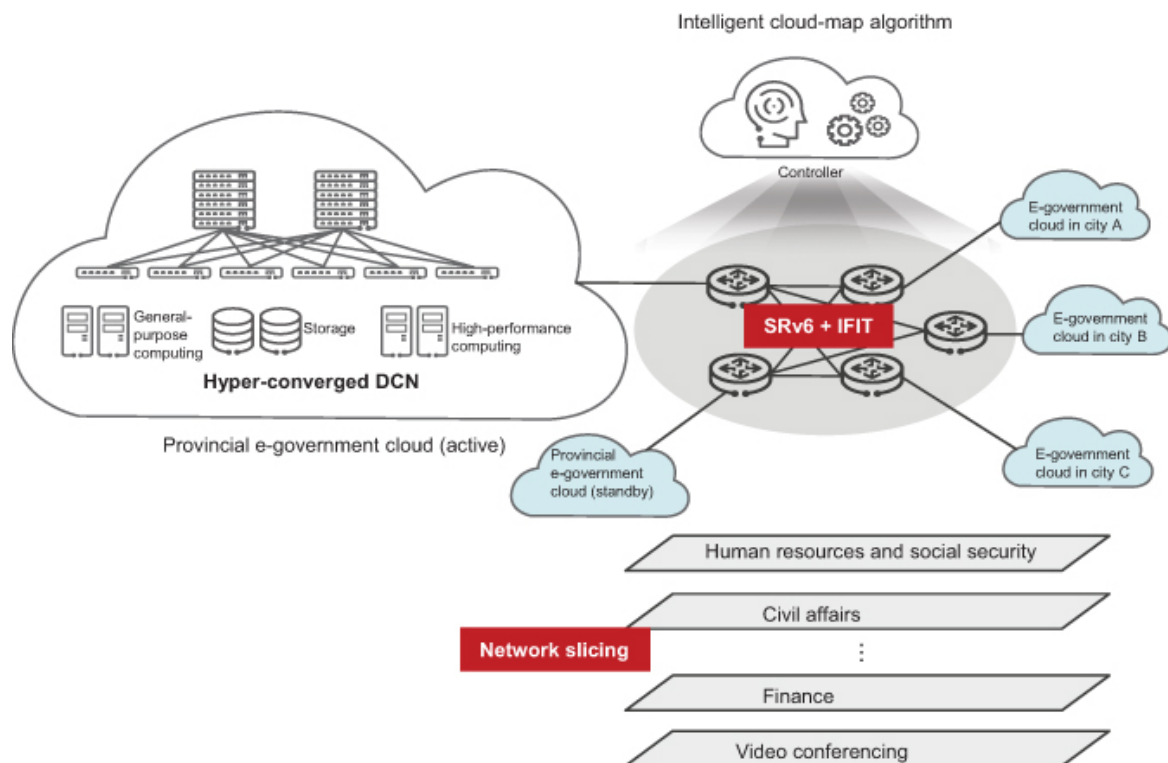 Intelligent cloud-map algorithm
Controller
E-government
cloud in city A
General-
purpose
computing
Storage
High-performance
computing
Hyper-converged DCN
SRv6 + IFIT
E-government
cloud in city B
Provincial e-government cloud (active)
Provincial
e-government
cloud (standby)
E-government
cloud in city C
Human resources and social security
Civil affairs
Network slicing
⋮
Finance
Video conferencing